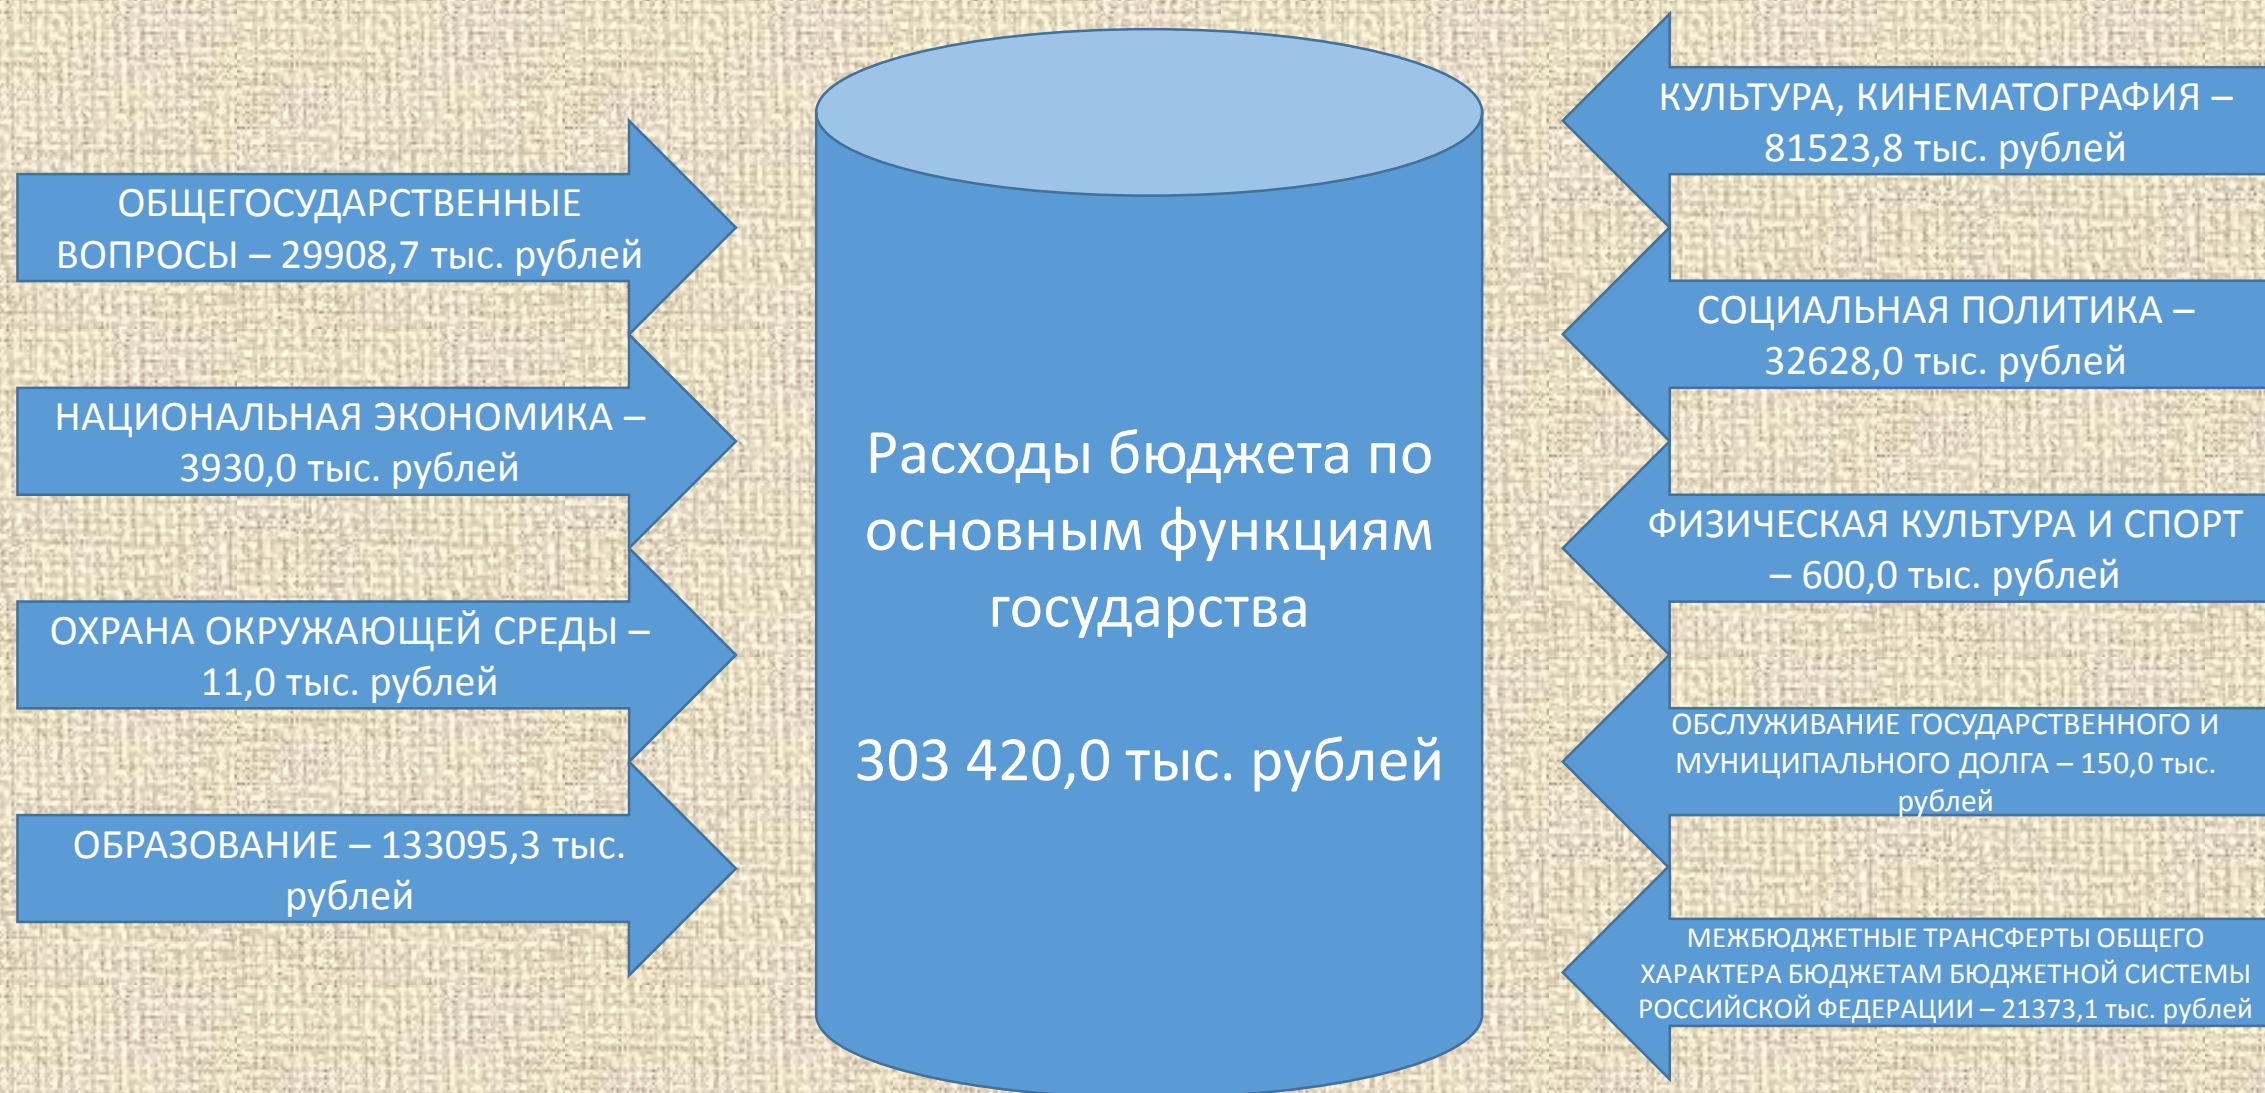 ОБЩЕГОСУДАРСТВЕННЫЕ
ВОПРОСЫ – 29908,7 тыс. рублей
НАЦИОНАЛЬНАЯ ЭКОНОМИКА –
3930,0 тыс. рублей
ОХРАНА ОКРУЖАЮЩЕЙ СРЕДЫ –
11,0 тыс. рублей
ОБРАЗОВАНИЕ – 133095,3 тыс.
рублей
Расходы бюджета по
основным функциям
государства
303 420,0 тыс. рублей
КУЛЬТУРА, КИНЕМАТОГРАФИЯ –
81523,8 тыс. рублей
СОЦИАЛЬНАЯ ПОЛИТИКА –
32628,0 тыс. рублей
ФИЗИЧЕСКАЯ КУЛЬТУРА И СПОРТ
– 600,0 тыс. рублей
ОБСЛУЖИВАНИЕ ГОСУДАРСТВЕННОГО И
МУНИЦИПАЛЬНОГО ДОЛГА – 150,0 тыс.
рублей
МЕЖБЮДЖЕТНЫЕ ТРАНСФЕРТЫ ОБЩЕГО
ХАРАКТЕРА БЮДЖЕТАМ БЮДЖЕТНОЙ СИСТЕМЫ
РОССИЙСКОЙ ФЕДЕРАЦИИ – 21373,1 тыс. рублей